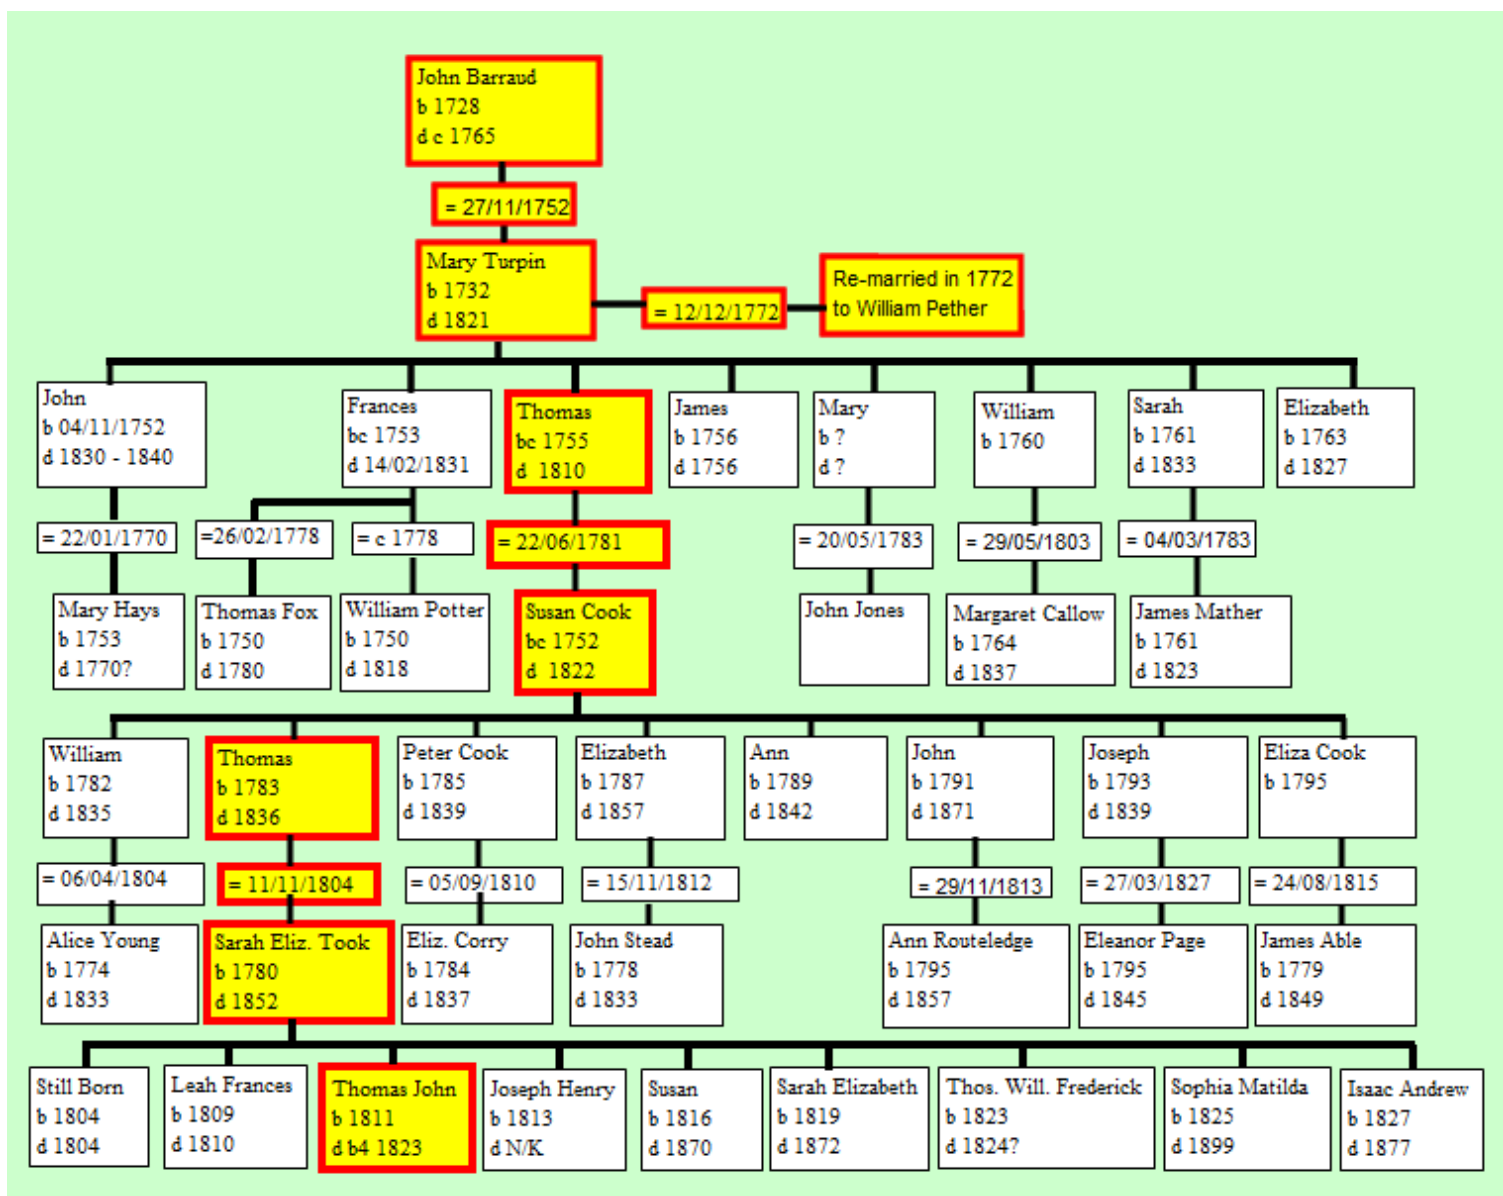 John Barraud
b 1728
d c 1765
= 27/11/1752
Mary Turpin
b 1732
d 1821
= 12/12/1772
Re-married in 1772
to William Pether
John
b 04/11/1752
d 1830 - 1840
Frances
bc 1753
d 14/02/1831
Thomas
bc 1755
d 1810
James
b 1756
d 1756
Mary
b ?
d ?
William
b 1760
Sarah
b 1761
d 1833
Elizabeth
b 1763
d 1827
= 22/01/1770
=26/02/1778
= c 1778
= 22/06/1781
= 20/05/1783
= 29/05/1803
= 04/03/1783
Mary Hays
b 1753
d 1770?
Thomas Fox
b 1750
d 1780
William Potter
b 1750
d 1818
Susan Cook
bc 1752
d 1822
John Jones
Margaret Callow
b 1764
d 1837
James Mather
b 1761
d 1823
William
b 1782
d 1835
Thomas
b 1783
d 1836
Peter Cook
b 1785
d 1839
Elizabeth
b 1787
d 1857
Ann
b 1789
d 1842
John
b 1791
d 1871
Joseph
b 1793
d 1839
Eliza Cook
b 1795
= 06/04/1804
= 11/11/1804
= 05/09/1810
= 15/11/1812
= 29/11/1813
= 27/03/1827
= 24/08/1815
Alice Young
b 1774
d 1833
Sarah Eliz. Took
b 1780
d 1852
Eliz. Corry
b 1784
d 1837
John Stead
b 1778
d 1833
Ann Routeledge
b 1795
d 1857
Eleanor Page
b 1795
d 1845
James Able
b 1779
d 1849
Still Born
b 1804
d 1804
Leah Frances
b 1809
d 1810
Thomas John
b 1811
d b4 1823
Joseph Henry
b 1813
d N/K
Susan
b 1816
d 1870
Sarah Elizabeth
b 1819
d 1872
Thos. Will. Frederick
b 1823
d 1824?
Sophia Matilda
b 1825
d 1899
Isaac Andrew
b 1827
d 1877